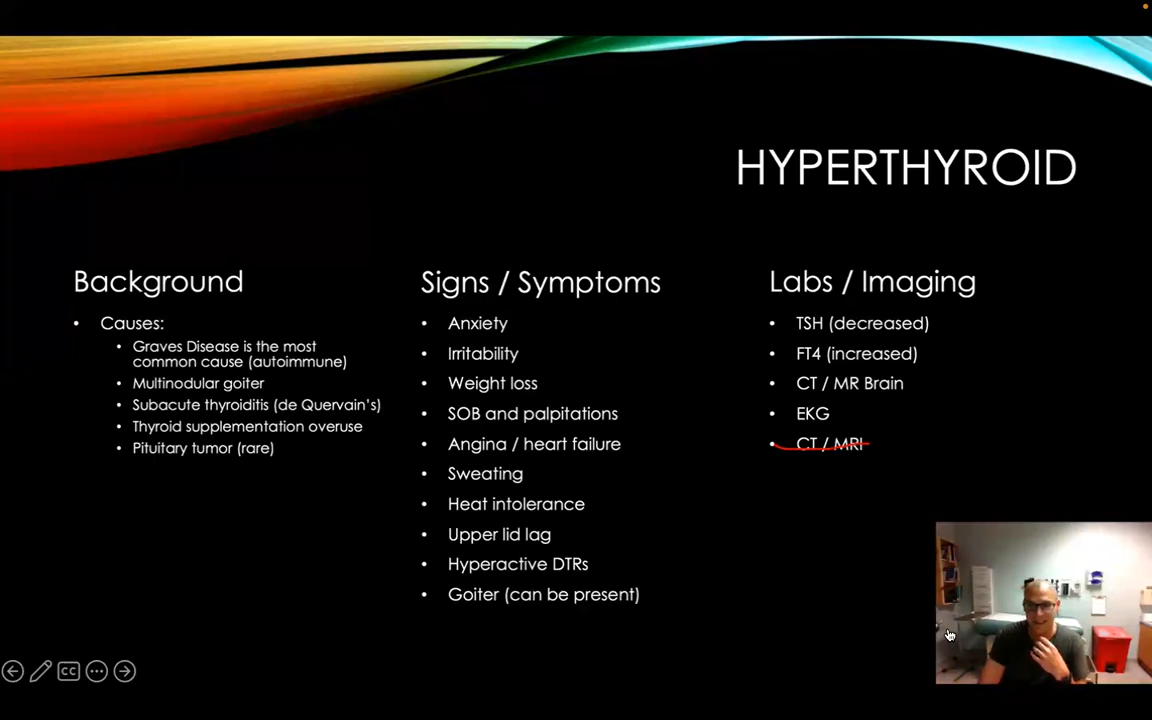 HYPERTHYROID
Background
• Causes:
• Graves Disease is the most
common cause (autoimmune)
• Multinodular goiter
• Subacute thyroiditis (de Quervain's)
• Thyroid supplementation overuse
• Pituitary tumor (rare)
Signs / Symptoms
• Anxiety
• Irritability
• Weight loss
• SOB and palpitations
• Angina / heart failure
• Sweating
• Heat intolerance
• Upper lid lag
• Hyperactive DTRs
• Goiter (can be present)
Labs / Imaging
• TSH (decreased)
• FT4 (increased)
• CT / MR Brain
• EKG
• CT / MRI
CC